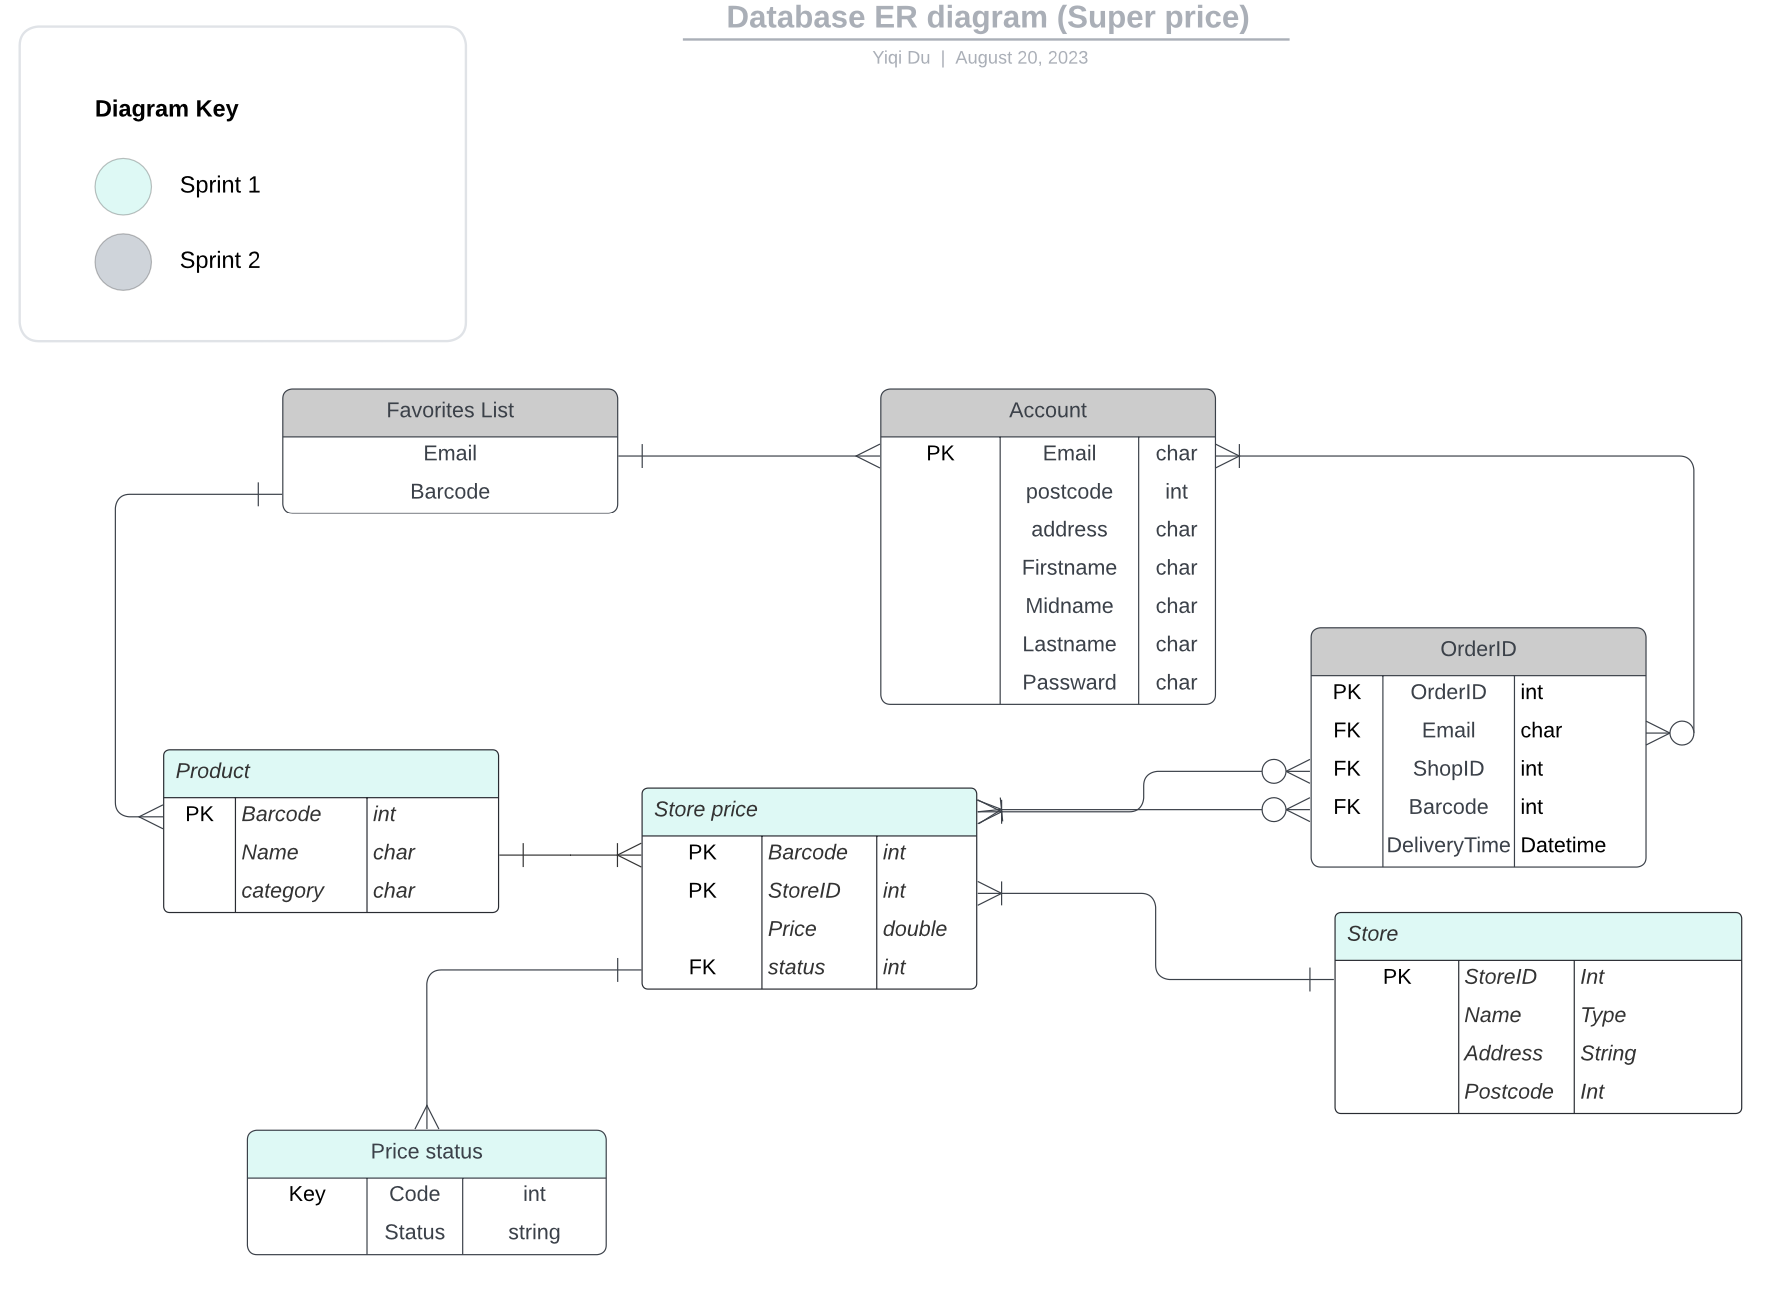 Database ER diagram (Super price)
Yiqi Du | August 20, 2023
Diagram Key
Sprint 1
Sprint 2
Favorites List
Email
Barcode
Account
PK Email char
postcode int
address char
Firstname char
Midname char
Lastname char
Passward char
OrderID
PK OrderID int
FK Email char
FK ShopID int
FK Barcode int
DeliveryTime Datetime
Product
PK Barcode int
Name char
category char
Store price
PK Barcode int
PK StoreID int
Price double
FK status int
Store
PK StoreID Int
Name Type
Address String
Postcode Int
Price status
Key Code int
Status string